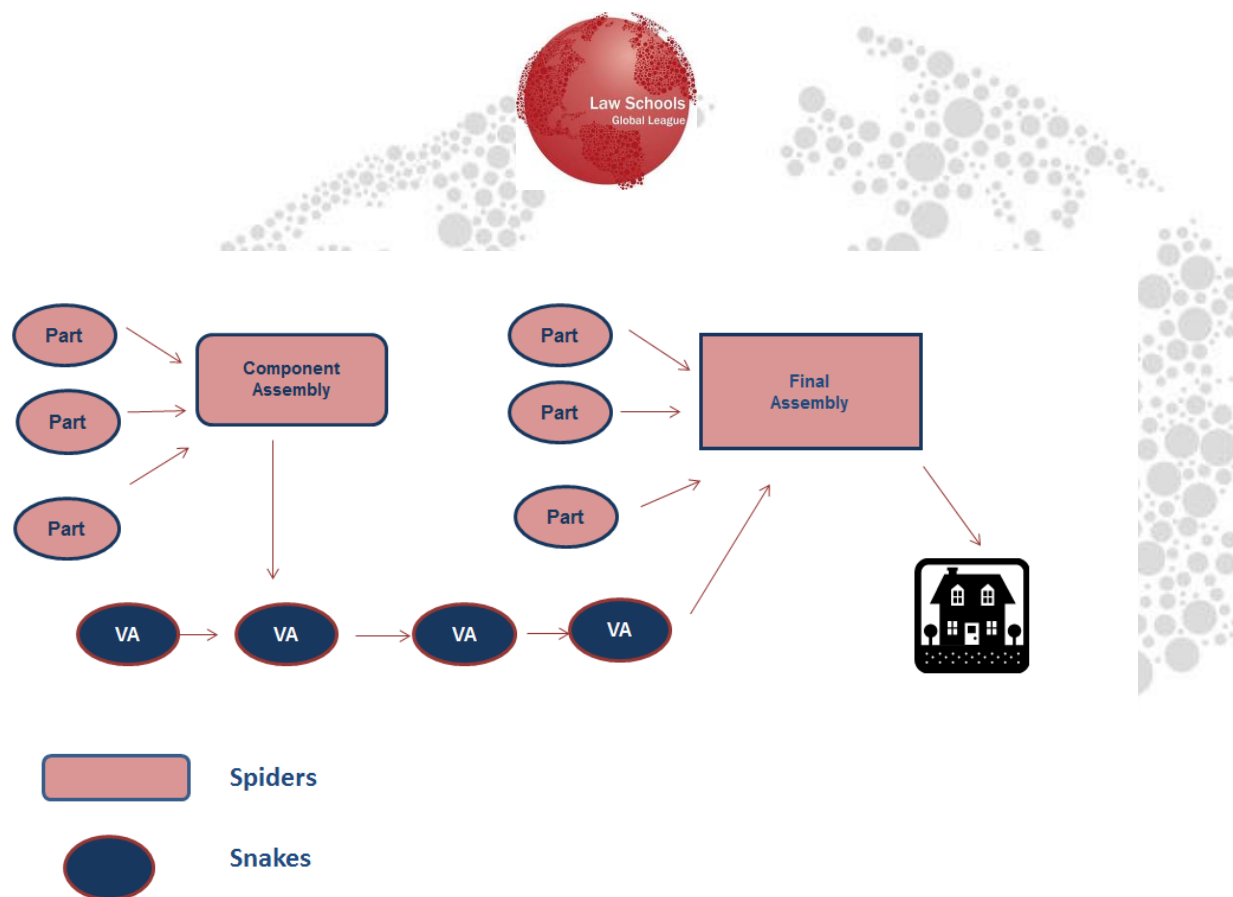 Law Schools
Global League
Part
Part
Part
Component
Assembly
Part
Part
Part
Final
Assembly
VA
VA
VA
VA
Spiders
Snakes